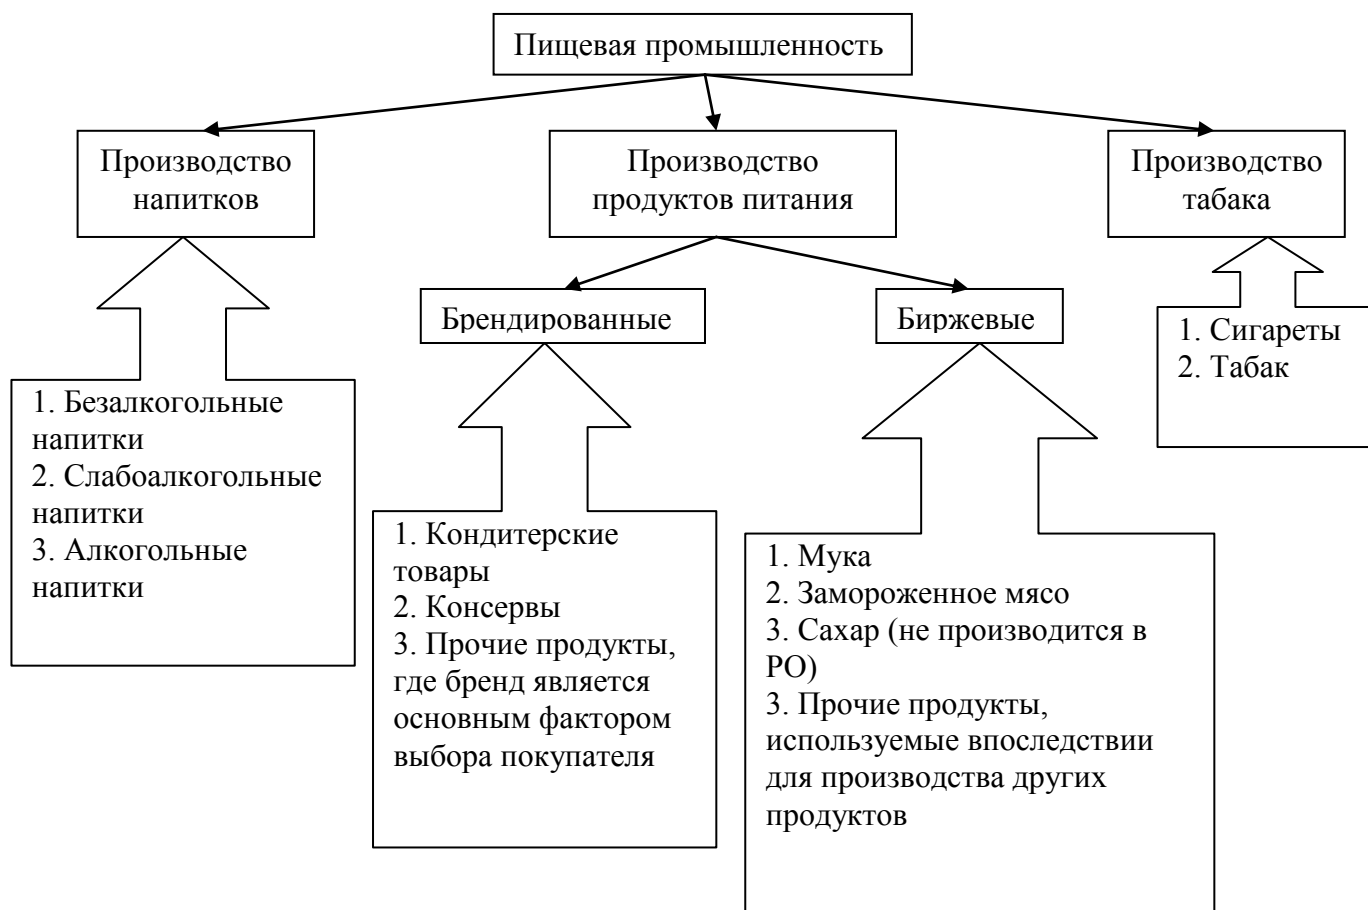 Пищевая промышленность
Производство
напитков
Производство
продуктов питания
Производство
табака
Брендированные
Биржевые
1. Сигареты
2. Табак
1. Безалкогольные
напитки
2. Слабоалкогольные
напитки
3. Алкогольные
напитки
1. Кондитерские
товары
2. Консервы
3. Прочие продукты,
где бренд является
основным фактором
выбора покупателя
1. Мука
2. Замороженное мясо
3. Сахар (не производится в
РО)
3. Прочие продукты,
используемые впоследствии
для производства других
продуктов